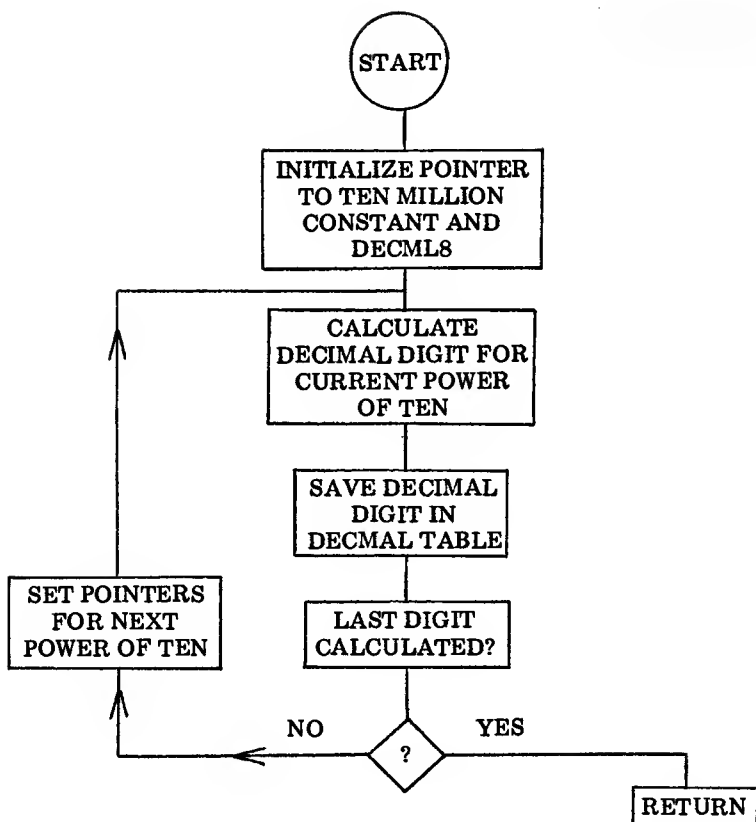 START
INITIALIZE POINTER
TO TEN MILLION
CONSTANT AND
DECML8
CALCULATE
DECIMAL DIGIT FOR
CURRENT POWER
OF TEN
SAVE DECIMAL
DIGIT IN
DECMAL TABLE
SET POINTERS
FOR NEXT
POWER OF TEN
LAST DIGIT
CALCULATED?
NO
?
YES
RETURN